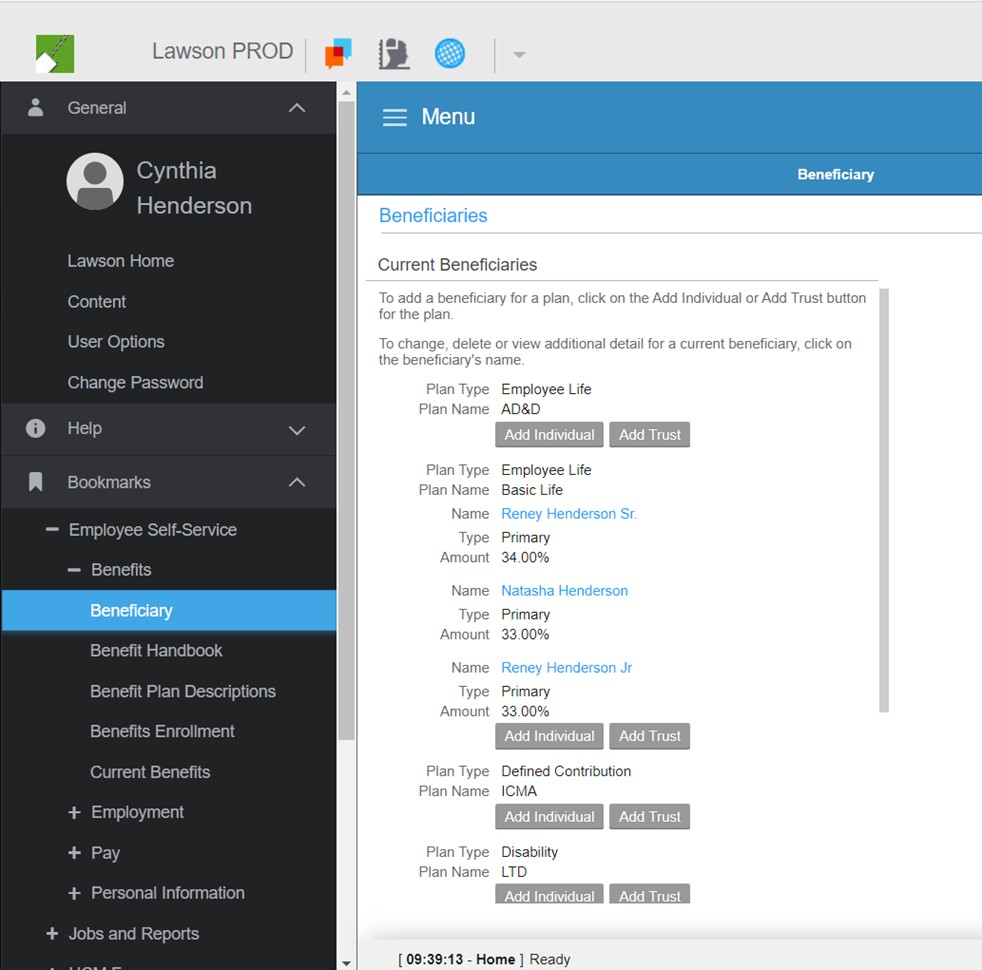 Lawson PROD
General
Cynthia
Henderson
Lawson Home
Content
User Options
Change Password
Help
Bookmarks
Employee Self-Service
Benefits
Beneficiary
Benefit Handbook
Benefit Plan Descriptions
Benefits Enrollment
Current Benefits
Employment
Pay
Personal Information
Jobs and Reports
Menu
Beneficiary
Beneficiaries
Current Beneficiaries
To add a beneficiary for a plan, click on the Add Individual or Add Trust button
for the plan.
To change, delete or view additional detail for a current beneficiary, click on
the beneficiary's name.
Plan Type Employee Life
Plan Name AD&D
Add Individual Add Trust
Plan Type Employee Life
Plan Name Basic Life
Name Reney Henderson Sr.
Type Primary
Amount 34.00%
Name Natasha Henderson
Type Primary
Amount 33.00%
Name Reney Henderson Jr
Type Primary
Amount 33.00%
Add Individual Add Trust
Plan Type Defined Contribution
Plan Name ICMA
Add Individual Add Trust
Plan Type Disability
Plan Name LTD
Add Individual Add Trust
[ 09:39:13 - Home ] Ready